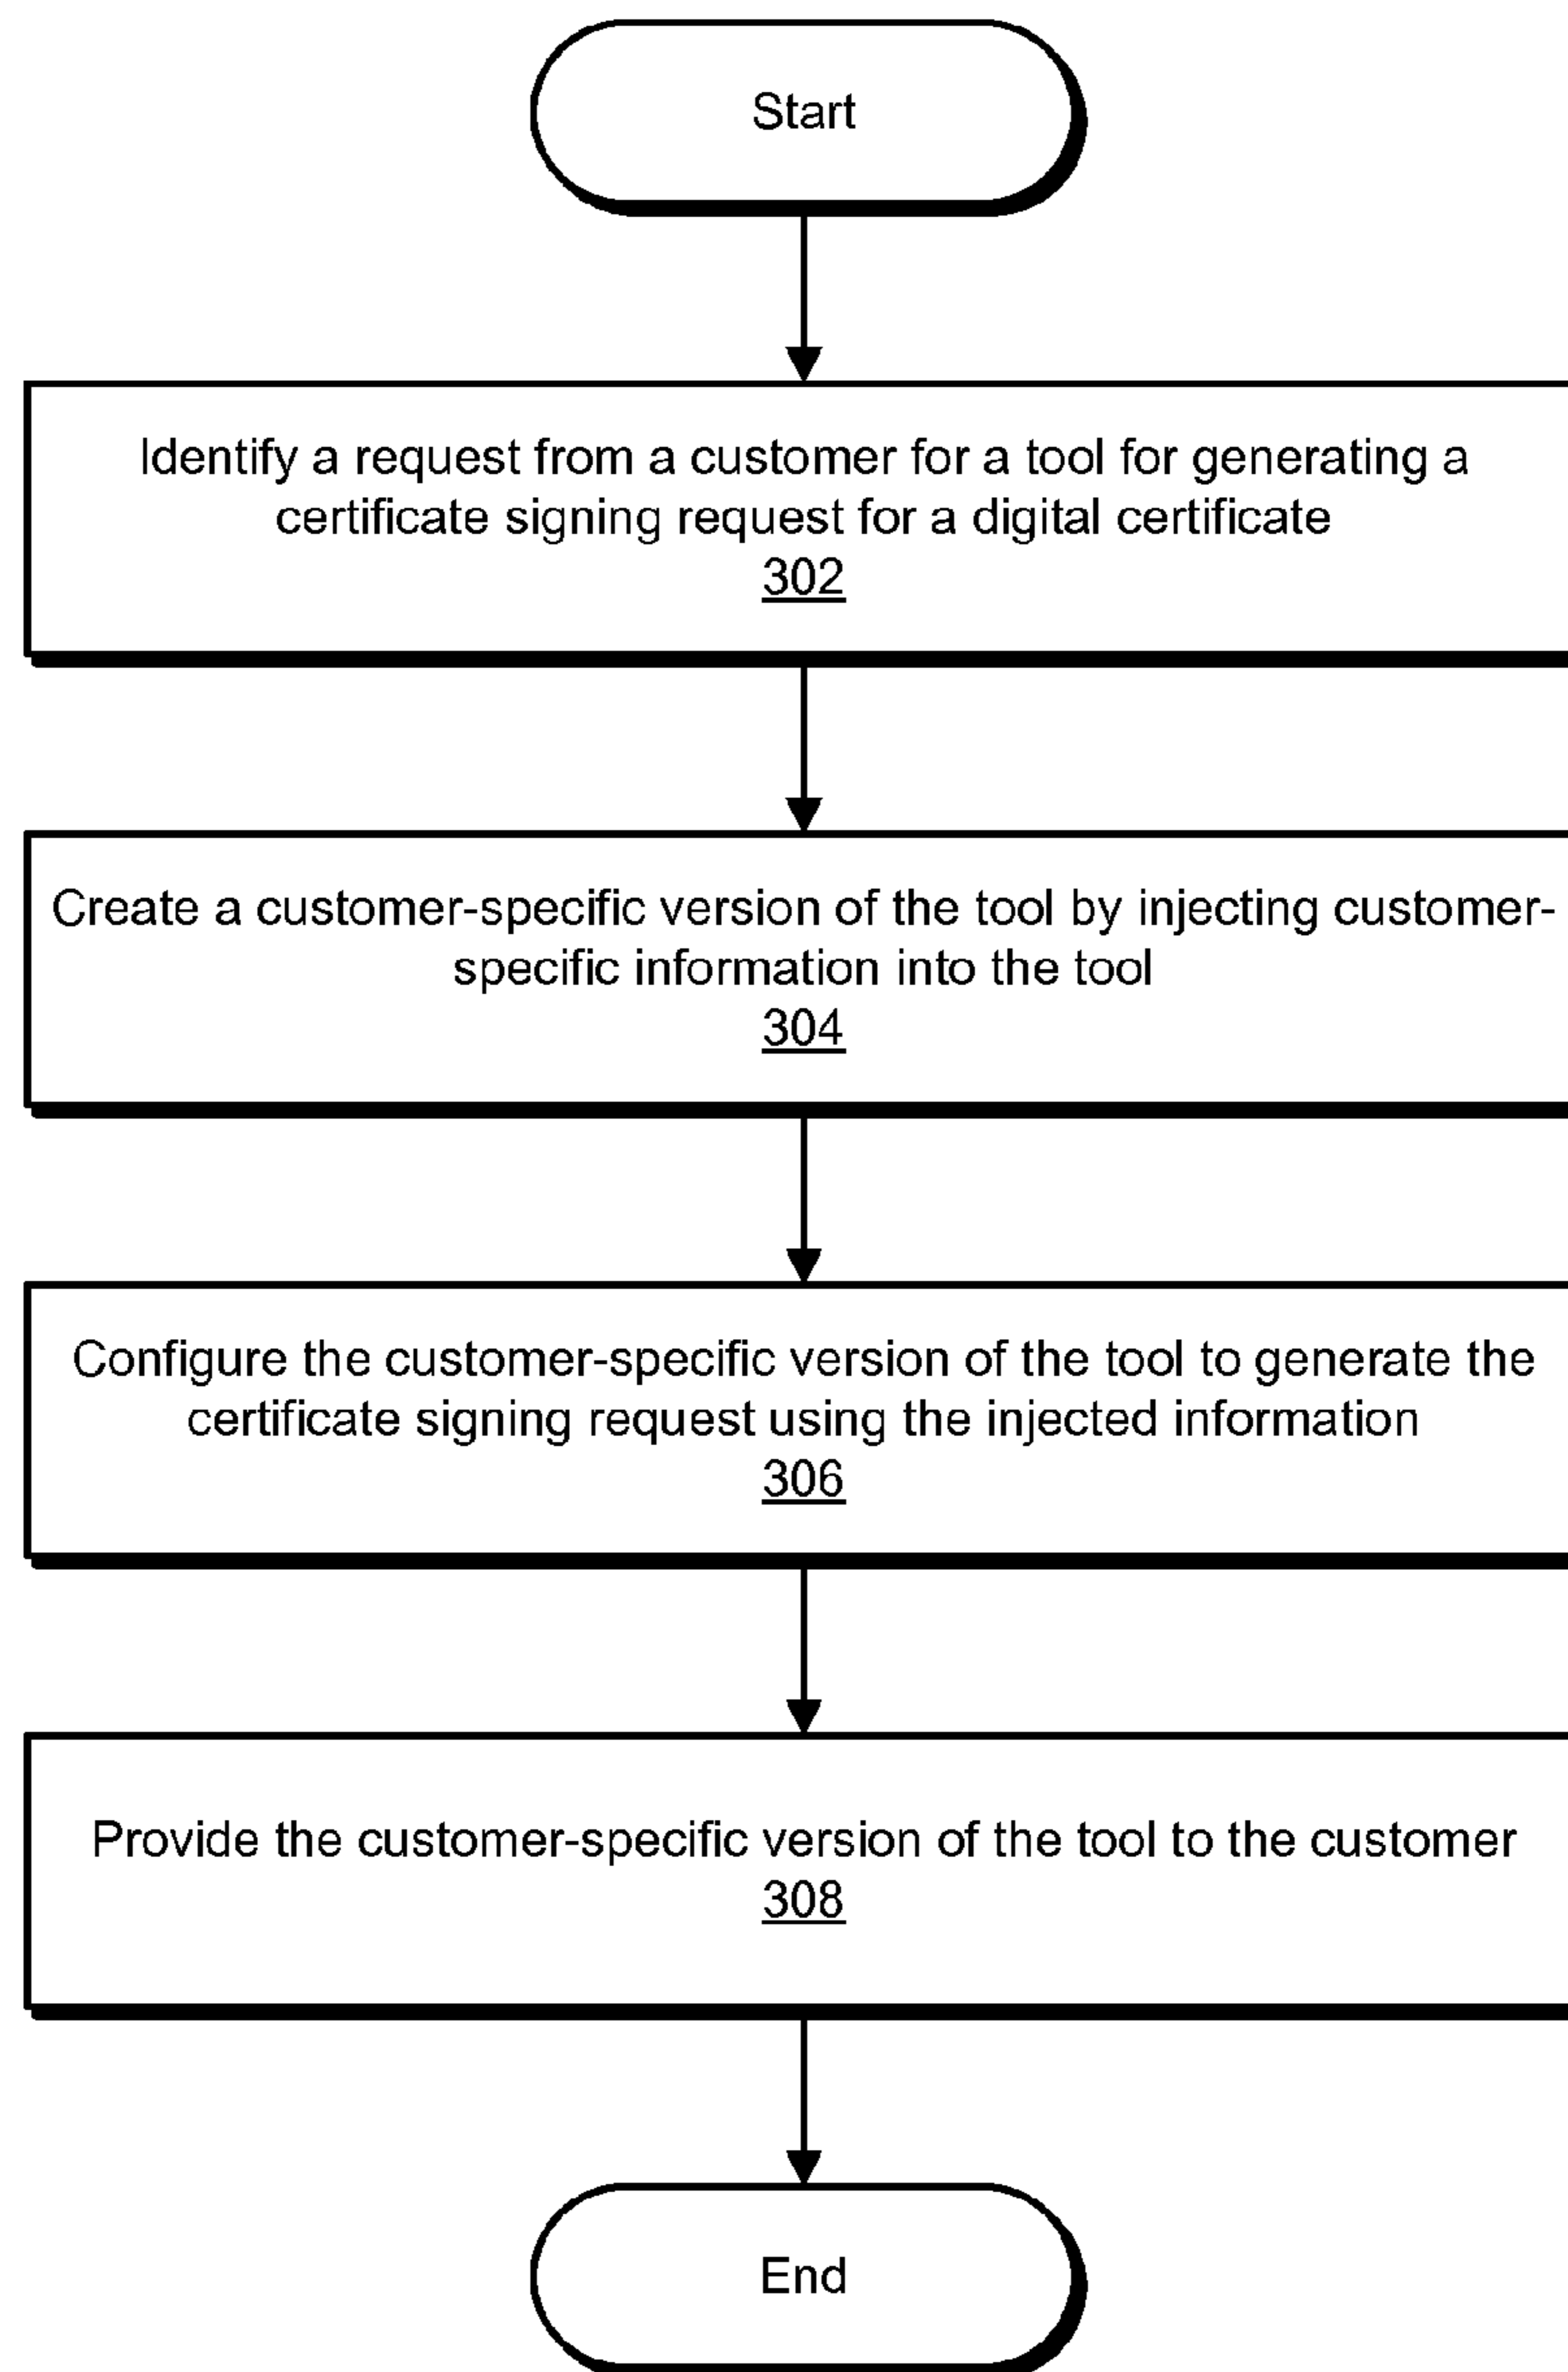 Start
Identify a request from a customer for a tool for generating a
certificate signing request for a digital certificate
302
Create a customer-specific version of the tool by injecting customer-
specific information into the tool
304
Configure the customer-specific version of the tool to generate the
certificate signing request using the injected information
306
Provide the customer-specific version of the tool to the customer
308
End